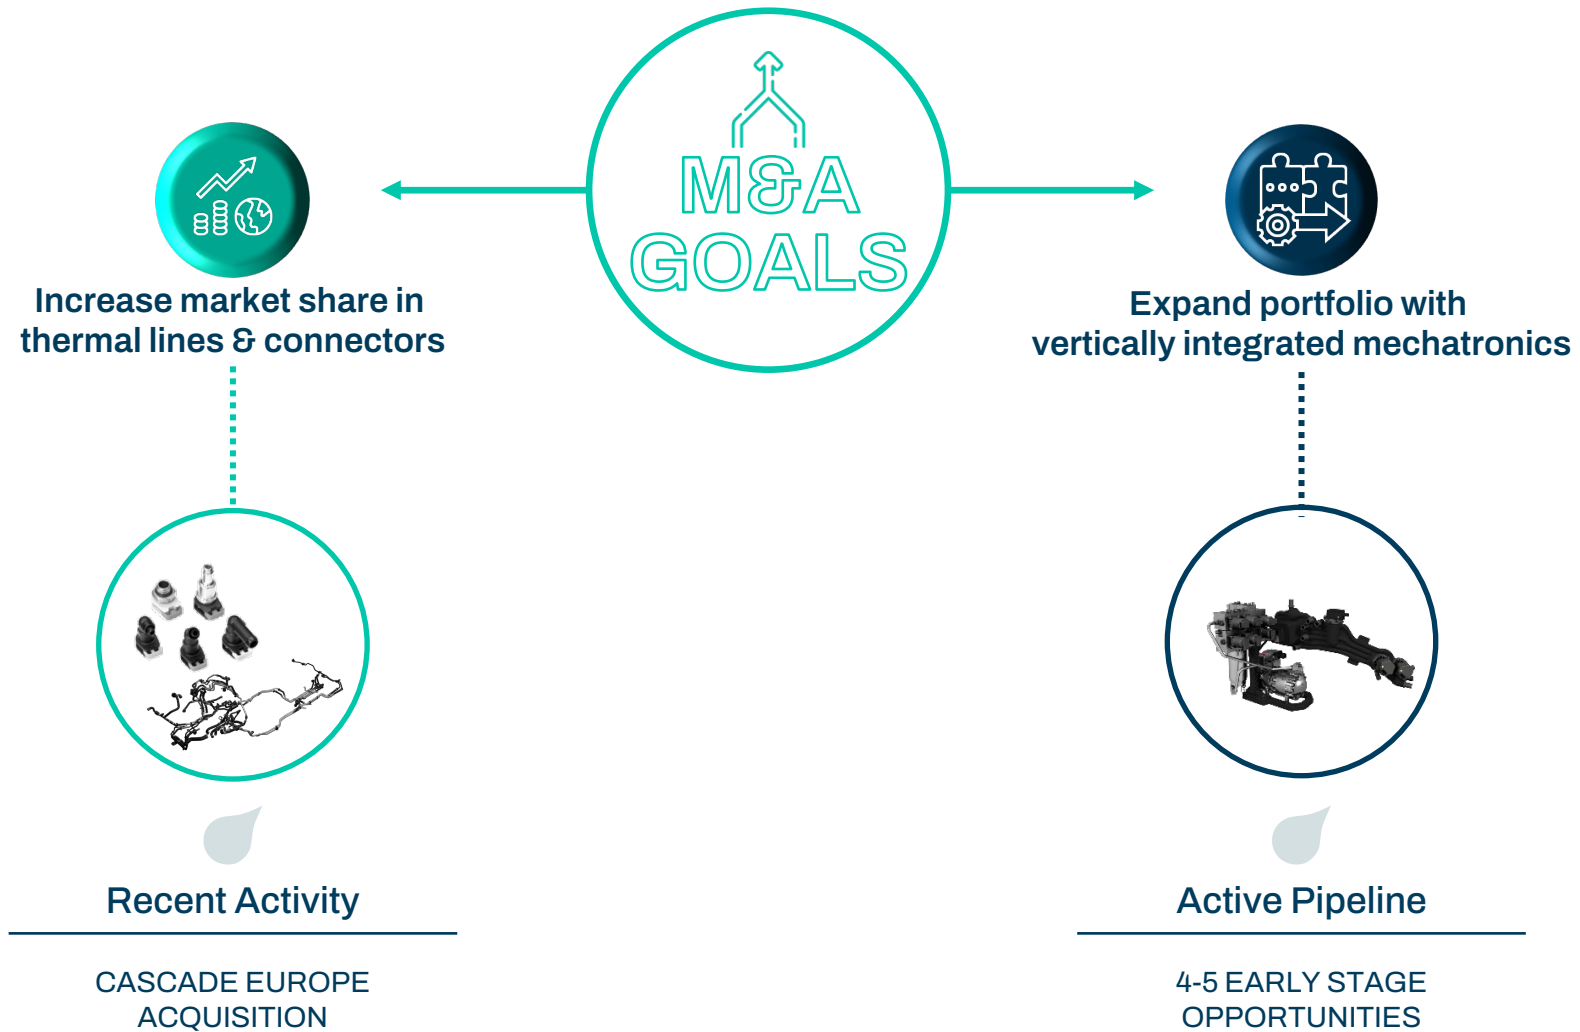 M&A
GOALS
Increase market share in
thermal lines & connectors
Expand portfolio with
vertically integrated mechatronics
Recent Activity
CASCADE EUROPE
ACQUISITION
Active Pipeline
4-5 EARLY STAGE
OPPORTUNITIES